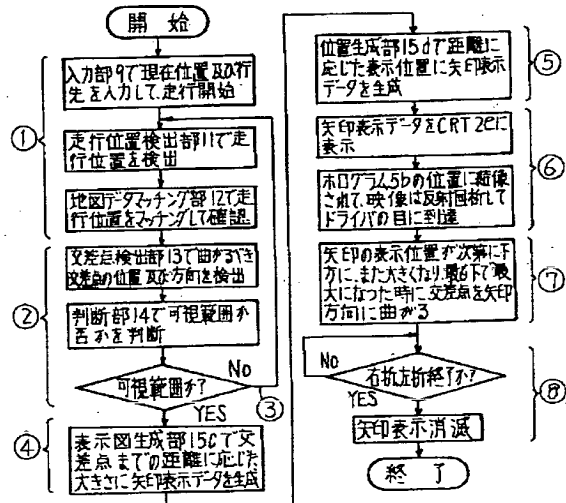 開始
入力部9で現在位置及び行
先を入力して、走行開始
①
走行位置検出部11で走
行位置を検出
地図データマッチング部12で走
行位置をマッチングして確認
交差点検出部13で曲がるべき
交差点の位置及び方向を検出
②
判断部14で可視範囲か
否かを判断
可視範囲か?
NO
③
YES
④
表示図生成部15cで交
差点までの距離に応じた
大きさに矢印表示データを生成
位置生成部15dで距離に
応じた表示位置に矢印表示
データを生成
⑤
矢印表示データをCRT2eに
表示
⑥
ホログラム5bの位置に結像
されて、映像は反射回折して
ドライバの目に到達
矢印の表示位置が次第に下
方に、また大きくなり、最も下で最
大になった時に交差点を矢印
方向に曲がる
⑦
NO
右折左折終了か?
YES
⑧
矢印表示消滅
終了